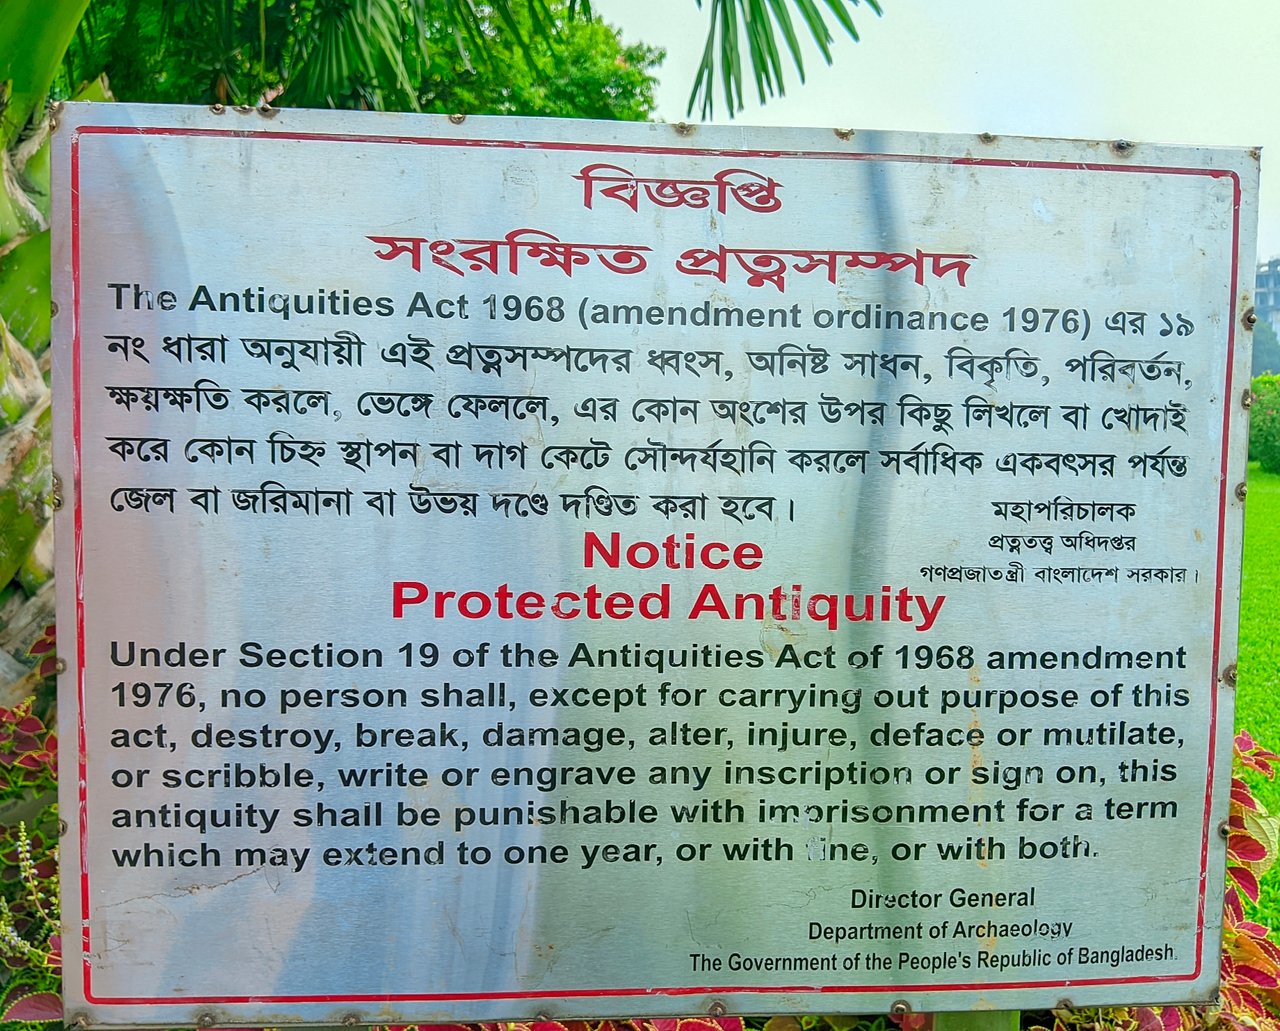 বিজ্ঞপ্তি
সংরক্ষিত প্রত্নসম্পদ
The Antiquities Act 1968 (amendment ordinance 1976) এর ১৯
নং ধারা অনুযায়ী এই প্রত্নসম্পদের ধ্বংস, অনিষ্ট সাধন, বিকৃতি, পরিবর্তন,
ক্ষয়ক্ষতি করলে, ভেঙ্গে ফেললে, এর কোন অংশের উপর কিছু লিখলে বা খোদাই
করে কোন চিহ্ন স্থাপন বা দাগ কেটে সৌন্দর্যহানি করলে সর্বাধিক একবৎসর পর্যন্ত
জেল বা জরিমানা বা উভয় দণ্ডে দণ্ডিত করা হবে।
মহাপরিচালক
প্রত্নতত্ত্ব অধিদপ্তর
গণপ্রজাতন্ত্রী বাংলাদেশ সরকার।
Notice
Protected Antiquity
Under Section 19 of the Antiquities Act of 1968 amendment
1976, no person shall, except for carrying out purpose of this
act, destroy, break, damage, alter, injure, deface or mutilate,
or scribble, write or engrave any inscription or sign on, this
antiquity shall be punishable with imprisonment for a term
which may extend to one year, or with fine, or with both.
Director General
Department of Archaeology
The Government of the People's Republic of Bangladesh.